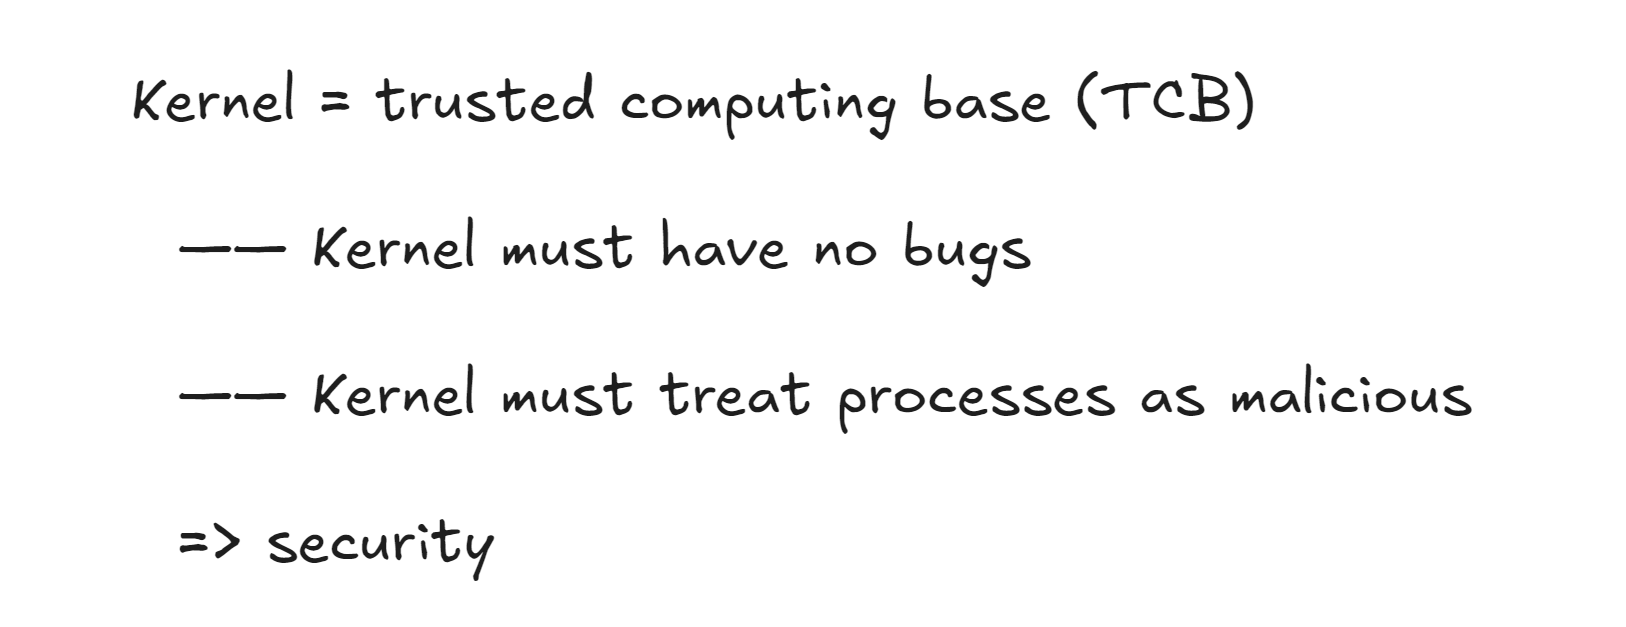 Kernel = trusted computing base (TCB)
—— Kernel must have no bugs
—— Kernel must treat processes as malicious
=> security